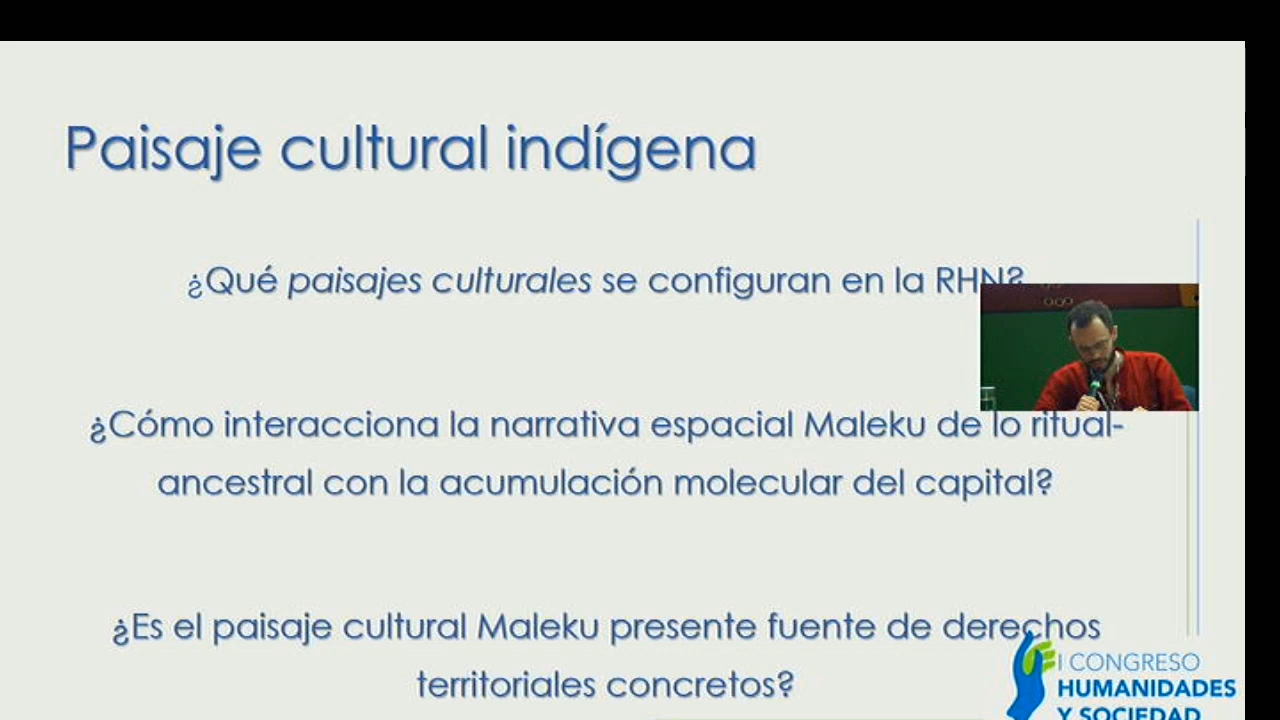 Paisaje cultural indígena
¿Qué paisajes culturales se configuran en la RHN?
¿Cómo interacciona la narrativa espacial Maleku de lo ritual-
ancestral con la acumulación molecular del capital?
¿Es el paisaje cultural Maleku presente fuente de derechos
territoriales concretos?
I CONGRESO
HUMANIDADES
Y SOCIEDAD